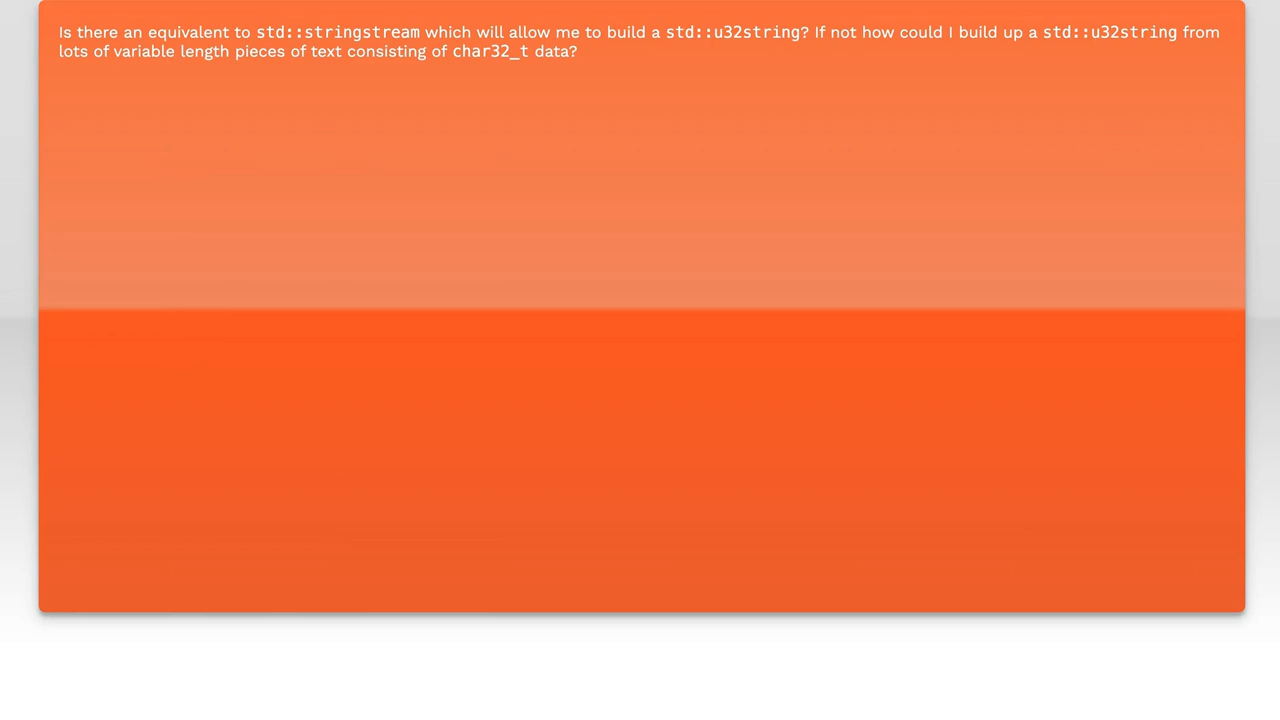 Is there an equivalent to std::stringstream which will allow me to build a std::u32string? If not how could I build up a std::u32string from
lots of variable length pieces of text consisting of char32_t data?